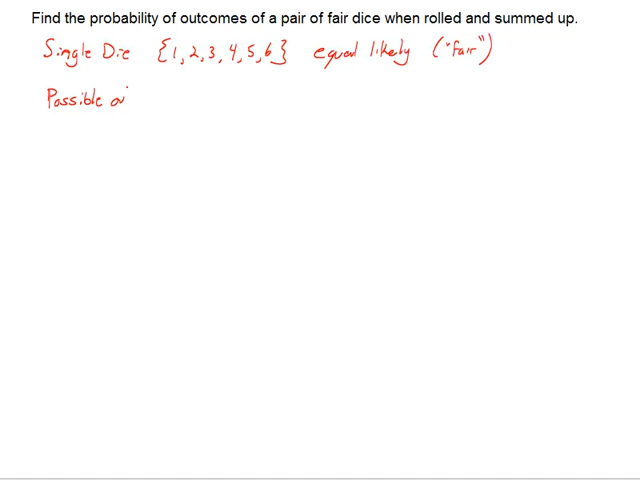 Find the probability of outcomes of a pair of fair dice when rolled and summed up.
Single Die {1, 2, 3, 4, 5, 6} equal likely ("fair")
Possible